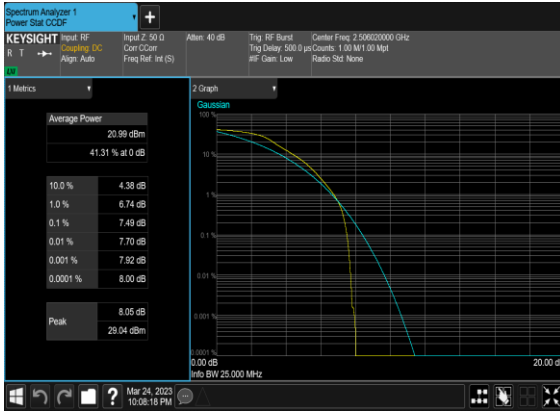 Spectrum Analyzer 1
Power Stat CCDF
+
KEYSIGHT Input: RF Input Z: 50 Ω Atten: 40 dB Trig: RF Burst Center Freq: 2.506020000 GHz
R T Coupling: DC Corr CCorr Trig Delay: 500.0 µs Counts: 1.00 M/1.00 Mpt
Align: Auto Freq Ref: Int (S) #IF Gain: Low Radio Std: None
1 Metrics
2 Graph
Average Power
20.99 dBm
41.31 % at 0 dB
10.0 % 4.38 dB
1.0 % 6.74 dB
0.1 % 7.49 dB
0.01 % 7.70 dB
0.001 % 7.92 dB
0.0001 % 8.00 dB
Peak
8.05 dB
29.04 dBm
Gaussian
100 %
10 %
1 %
0.1 %
0.01 %
0.001 %
0.0001 %
0.00 dB 20.00 d
Info BW 25.000 MHz
?
Mar 24, 2023
10:08:18 PM